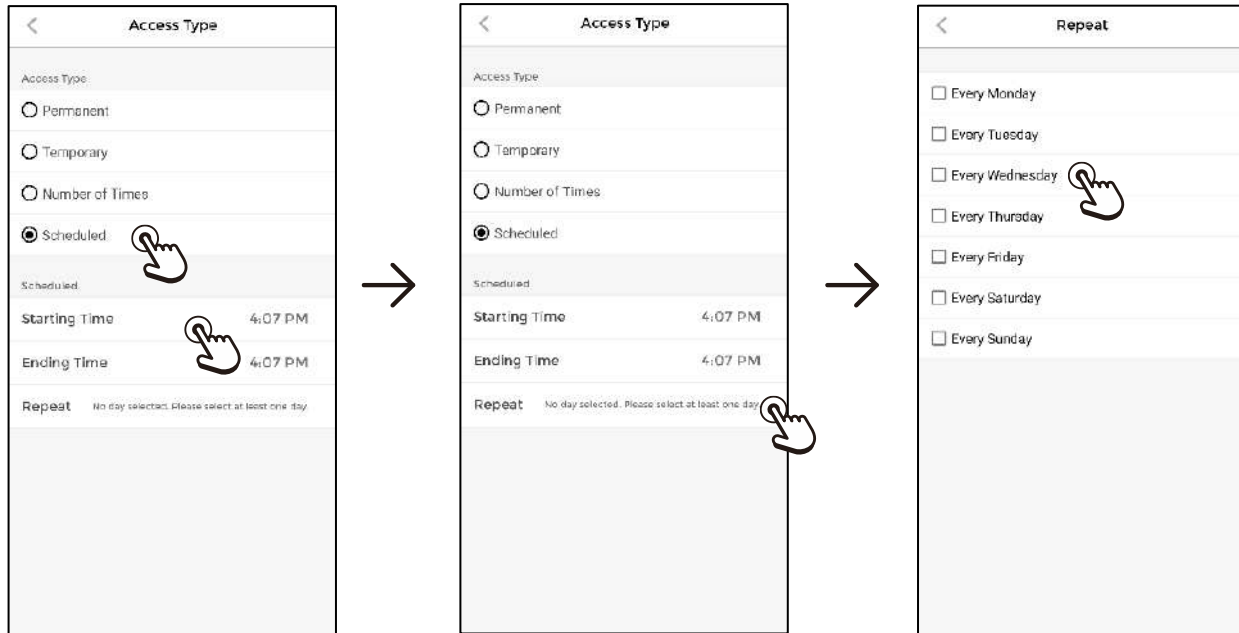 Access Type
Access Type
Permanent
Temporary
Number of Times
Scheduled
Scheduled
Starting Time 4:07 PM
Ending Time 4:07 PM
Repeat No day selected. Please select at least one day
Access Type
Access Type
Permanent
Temporary
Number of Times
Scheduled
Scheduled
Starting Time 4:07 PM
Ending Time 4:07 PM
Repeat No day selected. Please select at least one day
Repeat
Every Monday
Every Tuesday
Every Wednesday
Every Thursday
Every Friday
Every Saturday
Every Sunday